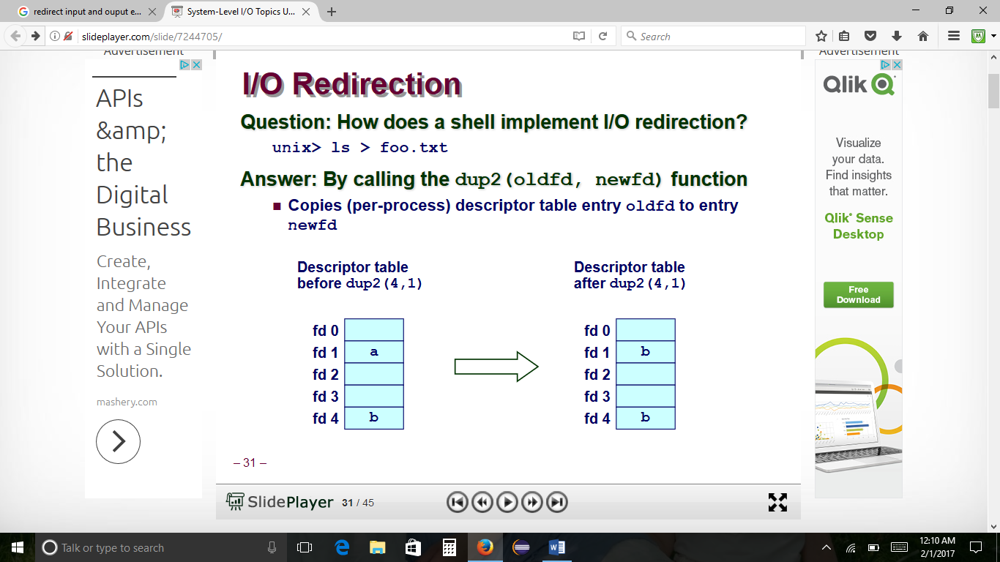 redirect input and ouput e...
System-Level I/O Topics U...
slideplayer.com/slide/7244705/
Search
Advertisement
APIs
&amp;
the
Digital
Business
Create,
Integrate
and Manage
Your APIs
with a Single
Solution.
mashery.com
I/O Redirection
Question: How does a shell implement I/O redirection?
unix> ls > foo.txt
Answer: By calling the dup2(oldfd, newfd) function
Copies (per-process) descriptor table entry oldfd to entry
newfd
Descriptor table
before dup2(4,1)
fd 0
fd 1 a
fd 2
fd 3
fd 4 b
Descriptor table
after dup2(4,1)
fd 0
fd 1 b
fd 2
fd 3
fd 4 b
– 31 –
SlidePlayer 31 / 45
Advertisement
Qlik
Visualize
your data.
Find insights
that matter.
Qlik® Sense
Desktop
Free
Download
Talk or type to search
12:10 AM
2/1/2017